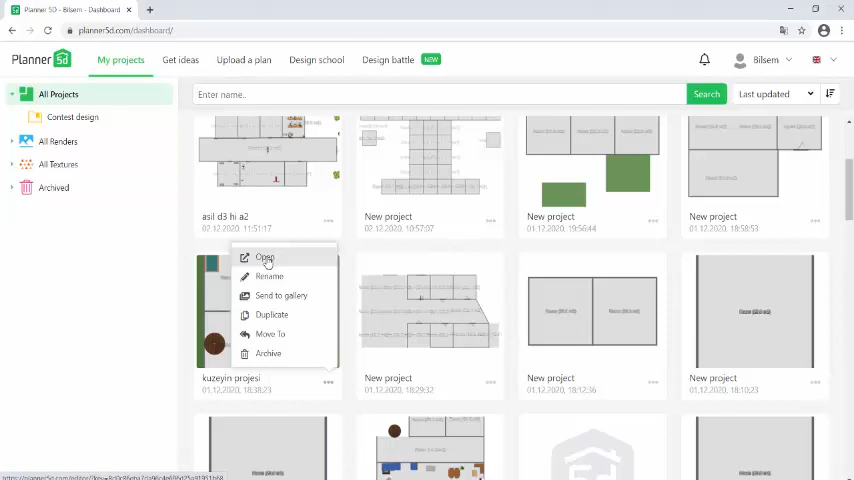 Planner 5D - Bilsem - Dashboard
planner5d.com/dashboard/
Planner 5d
My projects
Get ideas
Upload a plan
Design school
Design battle
NEW
Bilsem
All Projects
Contest design
All Renders
All Textures
Archived
Enter name..
Search
Last updated
asil d3 hi a2
02.12.2020, 11:51:17
New project
02.12.2020, 10:57:07
New project
01.12.2020, 19:56:44
New project
01.12.2020, 18:58:53
Open
Rename
Send to gallery
Duplicate
Move To
Archive
kuzeyin projesi
01.12.2020, 18:38:23
New project
01.12.2020, 18:29:32
New project
01.12.2020, 18:12:36
New project
01.12.2020, 18:10:23